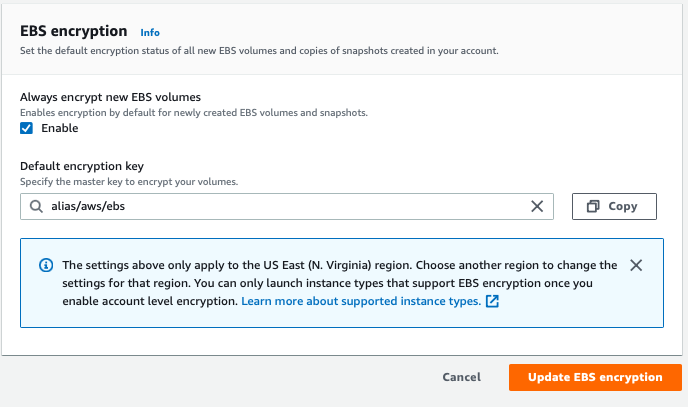 EBS encryption Info
Set the default encryption status of all new EBS volumes and copies of snapshots created in your account.
Always encrypt new EBS volumes
Enables encryption by default for newly created EBS volumes and snapshots.
Enable
Default encryption key
Specify the master key to encrypt your volumes.
alias/aws/ebs
Copy
The settings above only apply to the US East (N. Virginia) region. Choose another region to change the
settings for that region. You can only launch instance types that support EBS encryption once you
enable account level encryption. Learn more about supported instance types.
Cancel
Update EBS encryption